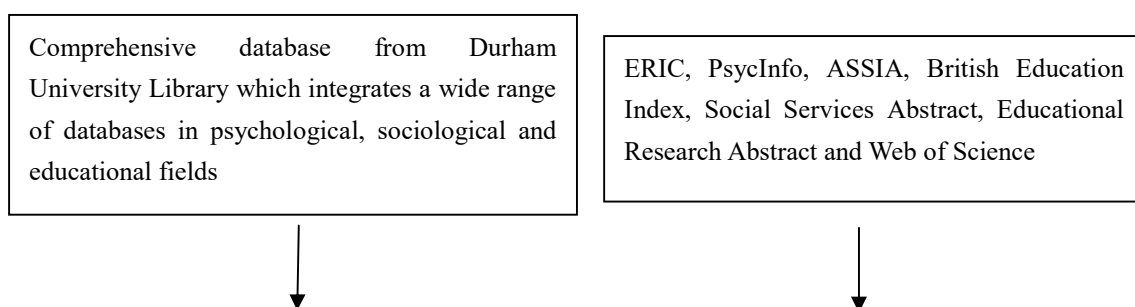 Comprehensive database from Durham
University Library which integrates a wide range
of databases in psychological, sociological and
educational fields
ERIC, PsycInfo, ASSIA, British Education
Index, Social Services Abstract, Educational
Research Abstract and Web of Science